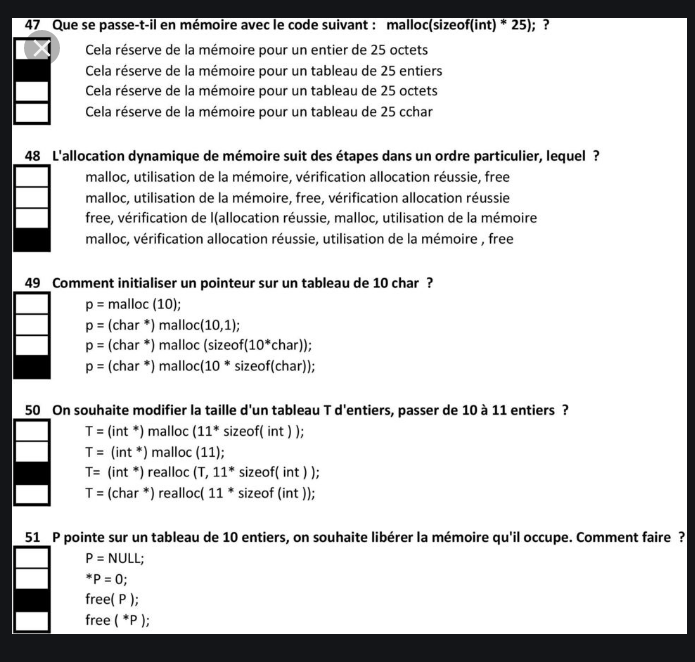 47 Que se passe-t-il en mémoire avec le code suivant : malloc(sizeof(int) * 25); ?
Cela réserve de la mémoire pour un entier de 25 octets
Cela réserve de la mémoire pour un tableau de 25 entiers
Cela réserve de la mémoire pour un tableau de 25 octets
Cela réserve de la mémoire pour un tableau de 25 cchar
48 L'allocation dynamique de mémoire suit des étapes dans un ordre particulier, lequel ?
malloc, utilisation de la mémoire, vérification allocation réussie, free
malloc, utilisation de la mémoire, free, vérification allocation réussie
free, vérification de l(allocation réussie, malloc, utilisation de la mémoire
malloc, vérification allocation réussie, utilisation de la mémoire , free
49 Comment initialiser un pointeur sur un tableau de 10 char ?
p = malloc (10);
p = (char *) malloc(10,1);
p = (char *) malloc (sizeof(10*char));
p = (char *) malloc(10 * sizeof(char));
50 On souhaite modifier la taille d'un tableau T d'entiers, passer de 10 à 11 entiers ?
T = (int *) malloc (11* sizeof( int ) );
T = (int *) malloc (11);
T= (int *) realloc (T, 11* sizeof( int ) );
T = (char *) realloc( 11 * sizeof (int ));
51 P pointe sur un tableau de 10 entiers, on souhaite libérer la mémoire qu'il occupe. Comment faire ?
P = NULL;
*P = 0;
free( P );
free ( *P );